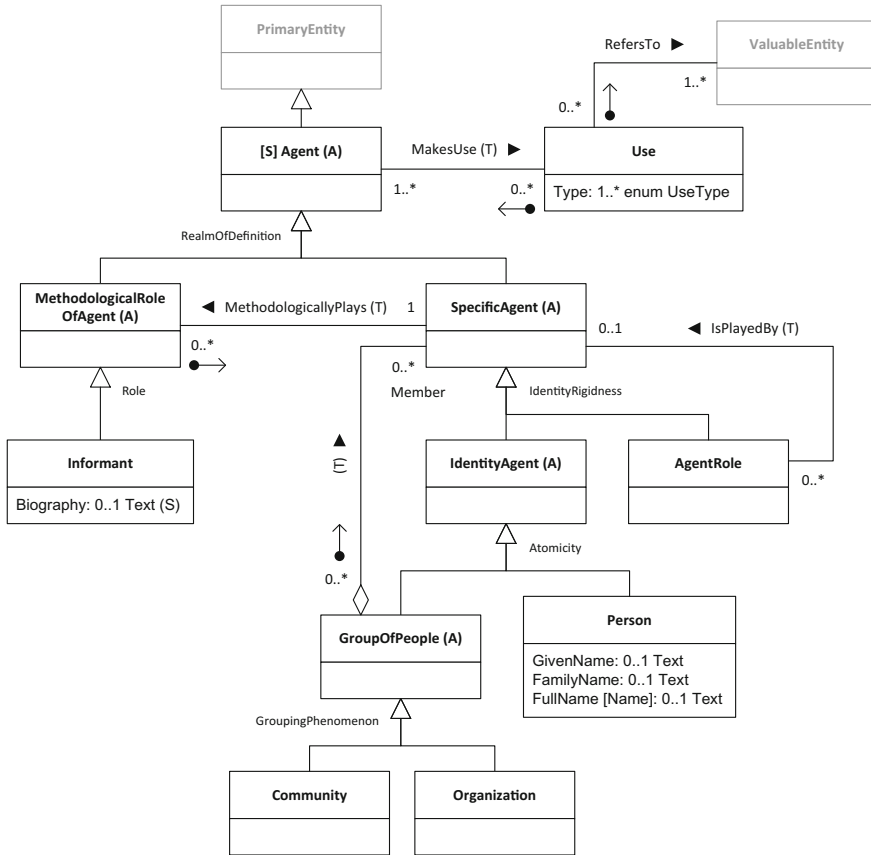 PrimaryEntity
RefersTo ►
ValuableEntity
0..*
1..*
[S] Agent (A)
MakesUse (T) ►
1..*
0..*
Use
Type: 1..* enum UseType
RealmOfDefinition
MethodologicalRole
OfAgent (A)
◄ MethodologicallyPlays (T)
1
0..*
SpecificAgent (A)
0..1
◄ IsPlayedBy (T)
0..*
Member
Role
IdentityRigidness
Informant
Biography: 0..1 Text (S)
(T) ►
IdentityAgent (A)
AgentRole
0..*
Atomicity
0..*
GroupOfPeople (A)
Person
GivenName: 0..1 Text
FamilyName: 0..1 Text
FullName [Name]: 0..1 Text
GroupingPhenomenon
Community
Organization